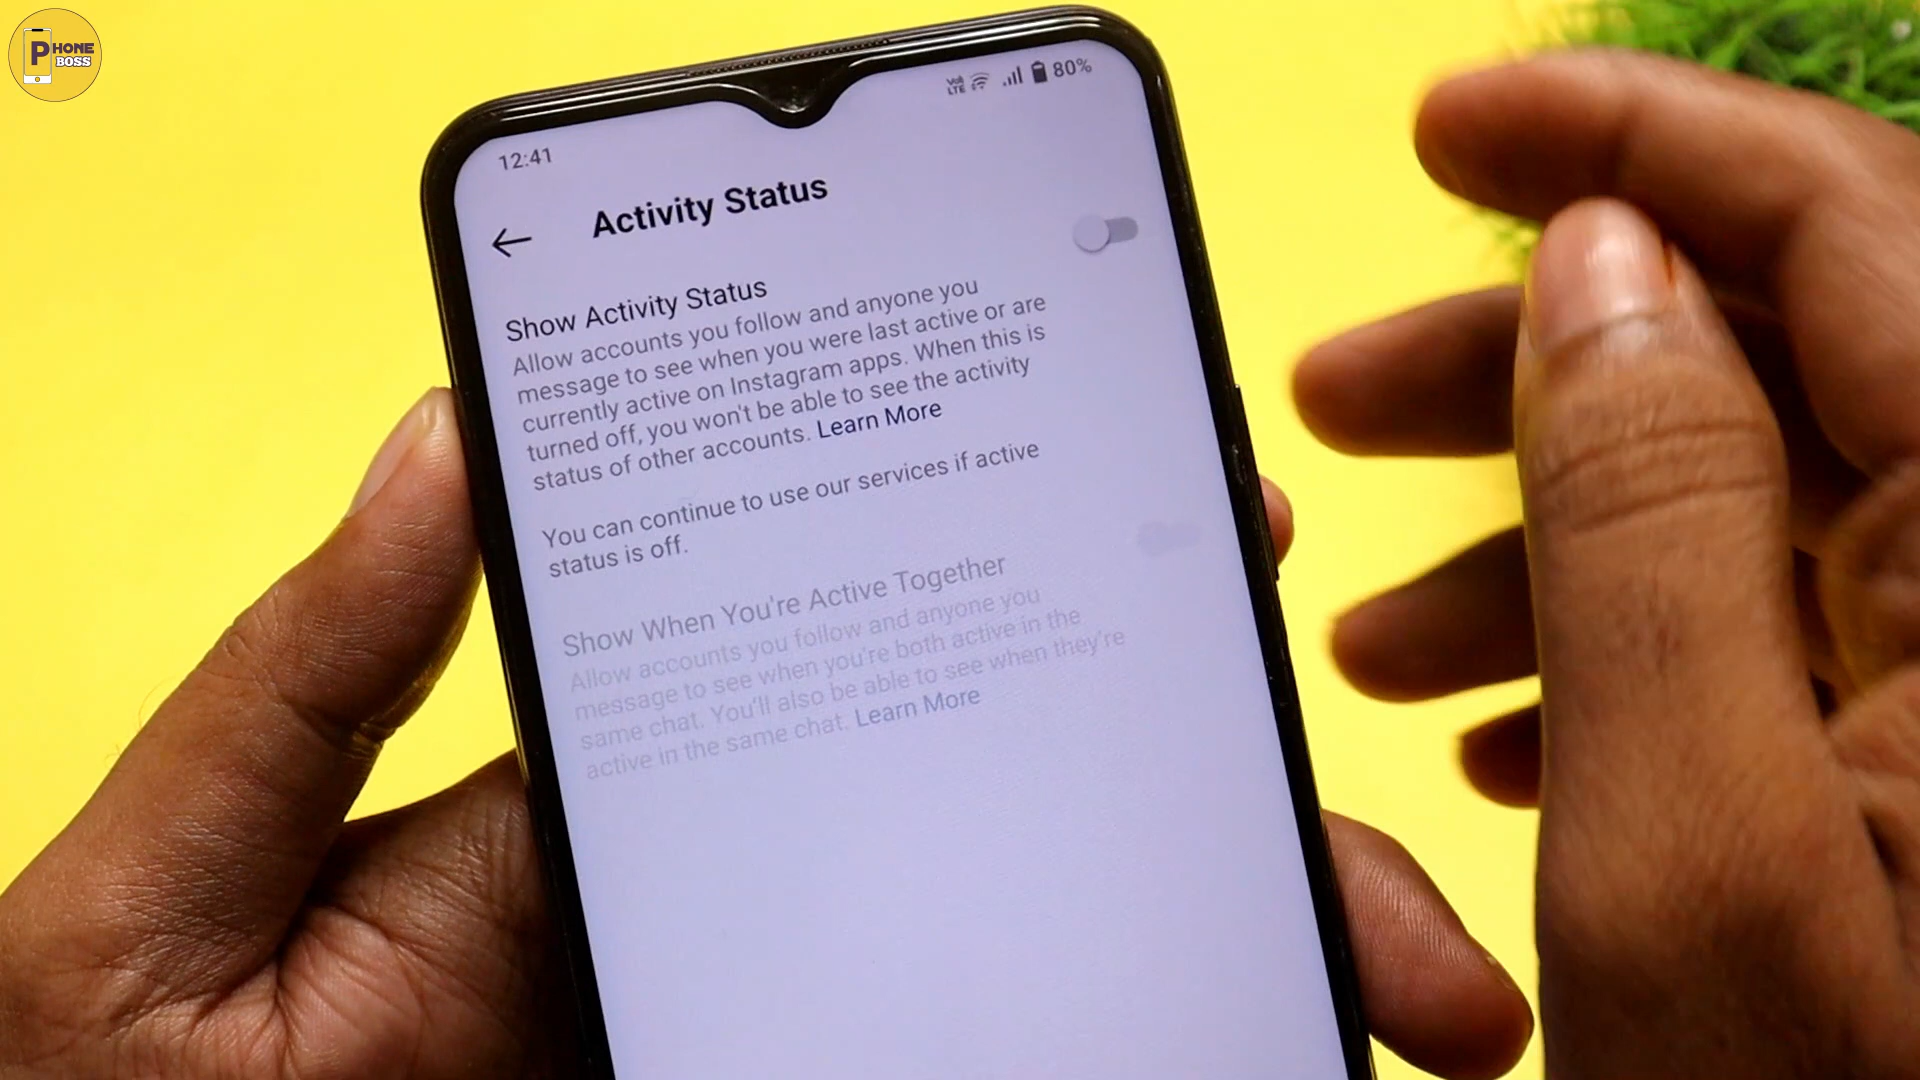 PHONE
BOSS
VoLTE 80%
12:41
Activity Status
Show Activity Status
Allow accounts you follow and anyone you
message to see when you were last active or are
currently active on Instagram apps. When this is
turned off, you won't be able to see the activity
status of other accounts. Learn More
You can continue to use our services if active
status is off.
Show When You're Active Together
Allow accounts you follow and anyone you
message to see when you're both active in the
same chat. You'll also be able to see when they're
active in the same chat. Learn More